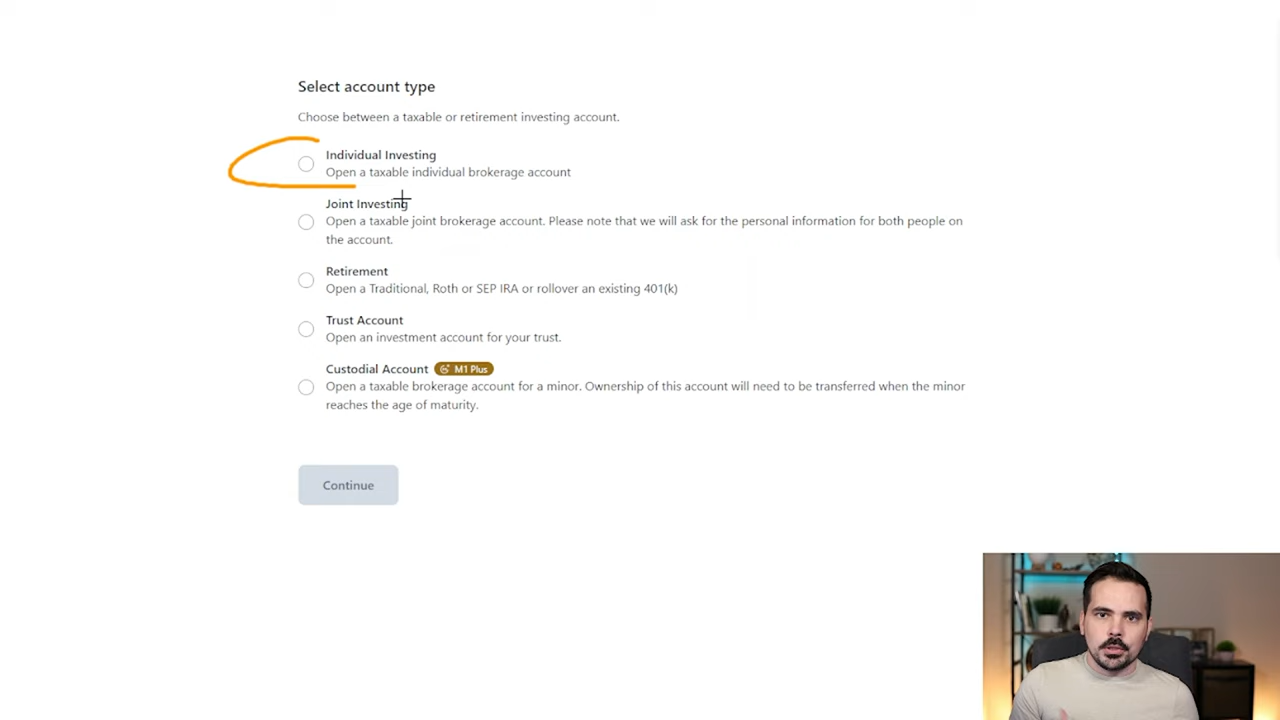 Select account type
Choose between a taxable or retirement investing account.
Individual Investing
Open a taxable individual brokerage account
Joint Investing
Open a taxable joint brokerage account. Please note that we will ask for the personal information for both people on
the account.
Retirement
Open a Traditional, Roth or SEP IRA or rollover an existing 401(k)
Trust Account
Open an investment account for your trust.
Custodial Account M1 Plus
Open a taxable brokerage account for a minor. Ownership of this account will need to be transferred when the minor
reaches the age of maturity.
Continue